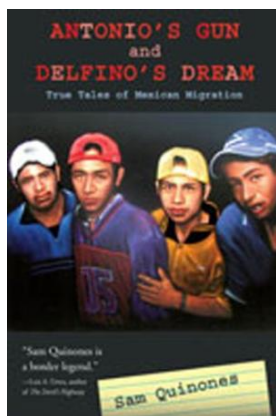 ANTONIO'S GUN
and
DELFINO'S DREAM
True Tales of Mexican Migration
15
"Sam Quinones is
a border legend."
—Luis A. Urrea, author
of The Devil's Highway
Sam Quinones